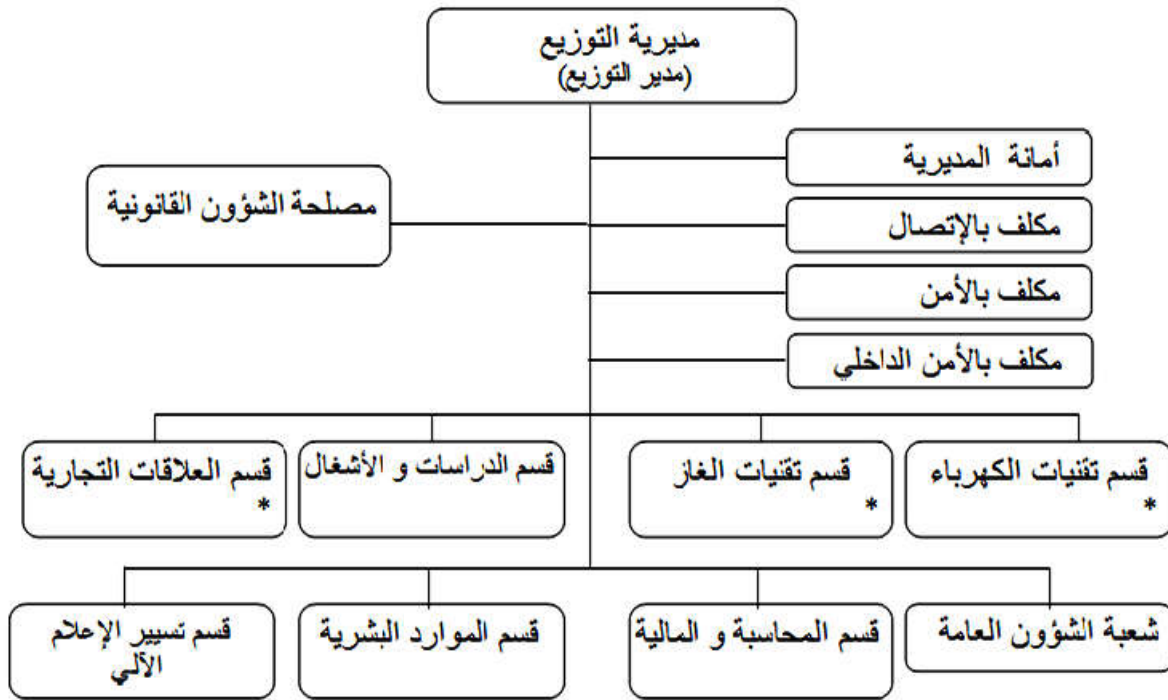 مديرية التوزيع
(مدير التوزيع)
أمانة المديرية
مصلحة الشؤون القانونية
مكلف بالإتصال
مكلف بالأمن
مكلف بالأمن الداخلي
قسم تقنيات الكهرباء
*
قسم تقنيات الغاز
*
قسم الدراسات و الأشغال
قسم العلاقات التجارية
*
شعبة الشؤون العامة
قسم المحاسبة و المالية
قسم الموارد البشرية
قسم تسيير الإعلام
الآلي